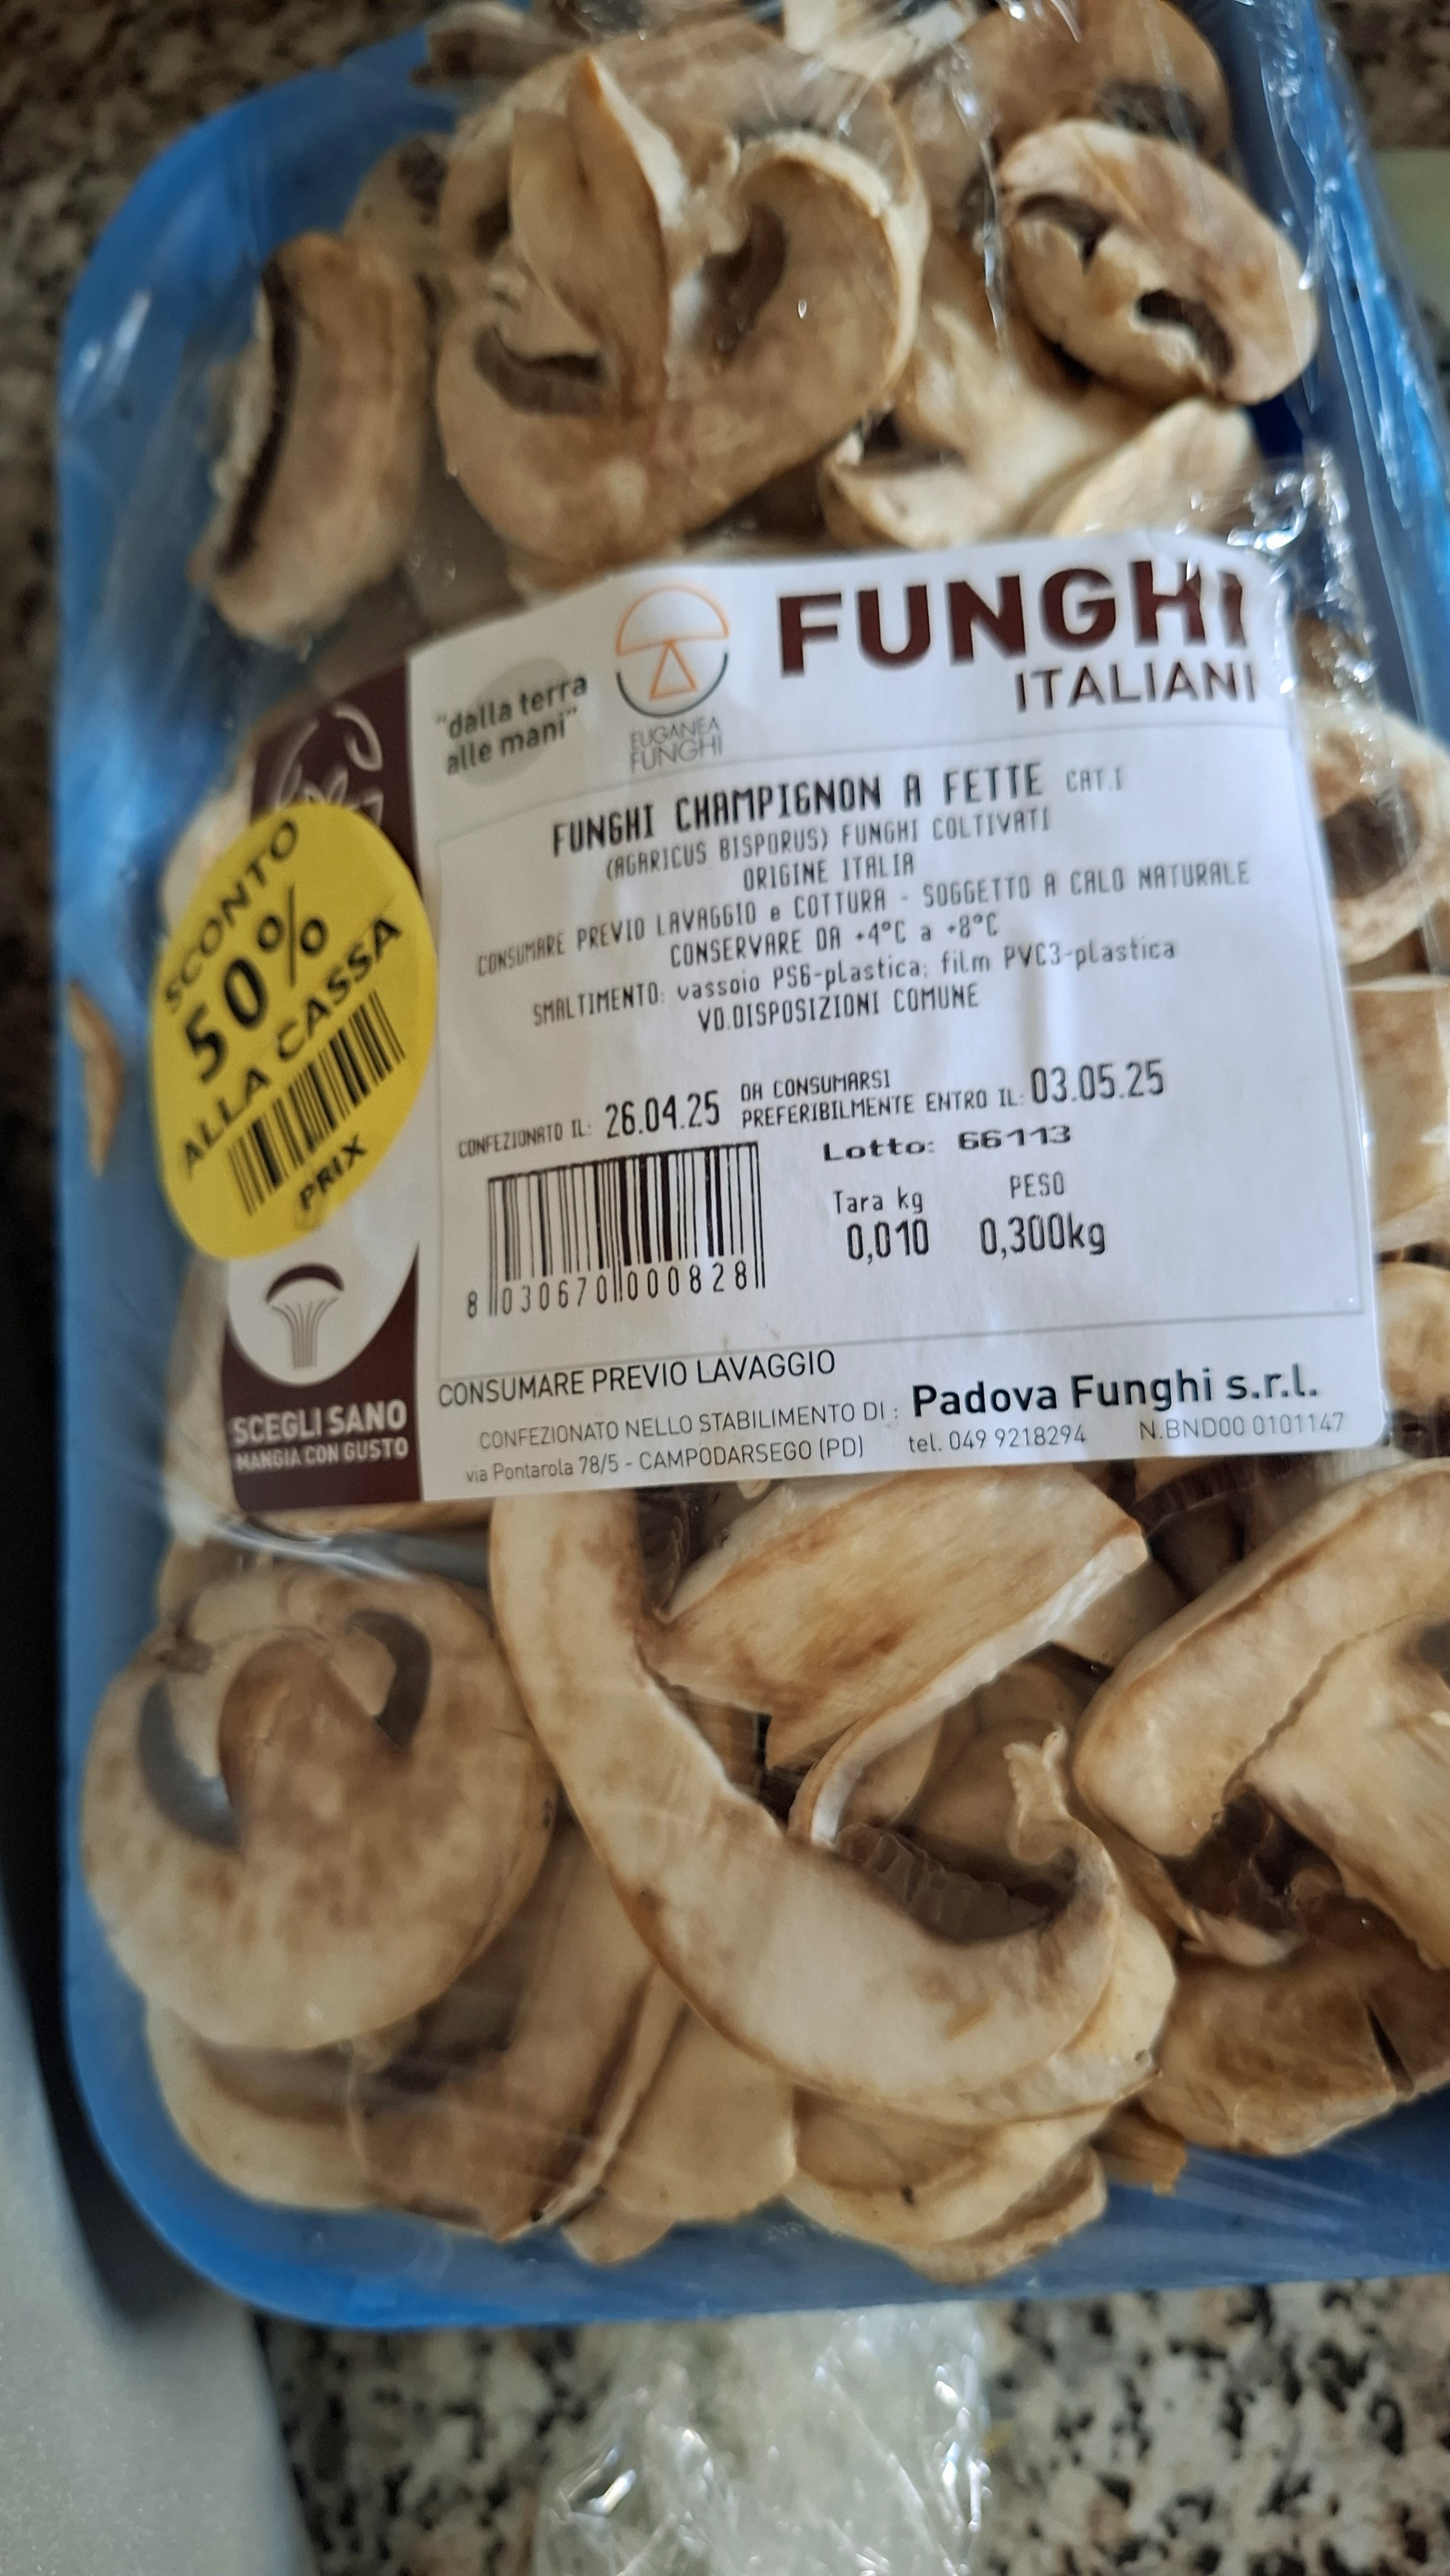 "dalla terra
alle mani"
EUGANEA
FUNGHI
FUNGHI
ITALIANI
FUNGHI CHAMPIGNON A FETTE CAT.I
(AGARICUS BISPORUS) FUNGHI COLTIVATI
ORIGINE ITALIA
CONSUMARE PREVIO LAVAGGIO e COTTURA - SOGGETTO A CALO NATURALE
CONSERVARE DA +4°C a +8°C
SMALTIMENTO: vassoio PS6-plastica; film PVC3-plastica
VD.DISPOSIZIONI COMUNE
CONFEZIONATO IL: 26.04.25 DA CONSUMARSI
PREFERIBILMENTE ENTRO IL: 03.05.25
Lotto: 66113
Tara kg PESO
0,010 0,300kg
8 030670 000828
SCONTO
50%
ALLA CASSA
PRIX
SCEGLI SANO
MANGIA CON GUSTO
CONSUMARE PREVIO LAVAGGIO
CONFEZIONATO NELLO STABILIMENTO DI : Padova Funghi s.r.l.
via Pontarola 78/5 - CAMPODARSEGO (PD) tel. 049 9218294 N.BNDOO 0101147